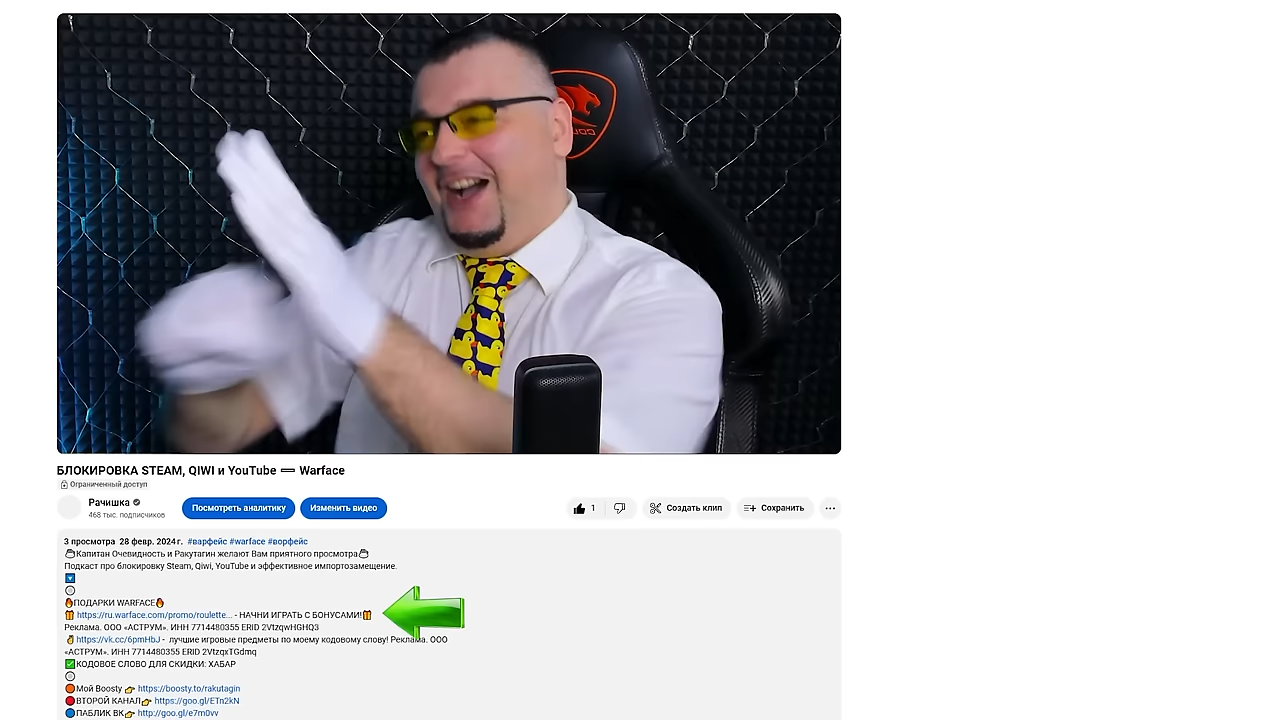 БЛОКИРОВКА STEAM, QIWI и YouTube ➖ Warface
Ограниченный доступ
Рачишка
468 тыс. подписчиков
Посмотреть аналитику
Изменить видео
1
Создать клип
Сохранить
3 просмотра 28 февр. 2024 г. #варфейс #warface #ворфейс
Капитан Очевидность и Ракутагин желают Вам приятного просмотра
Подкаст про блокировку Steam, Qiwi, YouTube и эффективное импортозамещение.
🔥ПОДАРКИ WARFACE🔥
🎁 https://ru.warface.com/promo/roulette... - НАЧНИ ИГРАТЬ С БОНУСАМИ!🎁
Реклама. ООО «АСТРУМ». ИНН 7714480355 ERID 2VtzqwHGHQ3
https://vk.cc/6pmHbJ - лучшие игровые предметы по моему кодовому слову! Реклама. ООО
«АСТРУМ». ИНН 7714480355 ERID 2VtzqxTGdmq
✅КОДОВОЕ СЛОВО ДЛЯ СКИДКИ: ХАБАР
🟠Мой Boosty 👉 https://boosty.to/rakutagin
🔴ВТОРОЙ КАНАЛ👉 https://goo.gl/ETn2kN
🔵ПАБЛИК ВК👉 http://goo.gl/e7m0vv